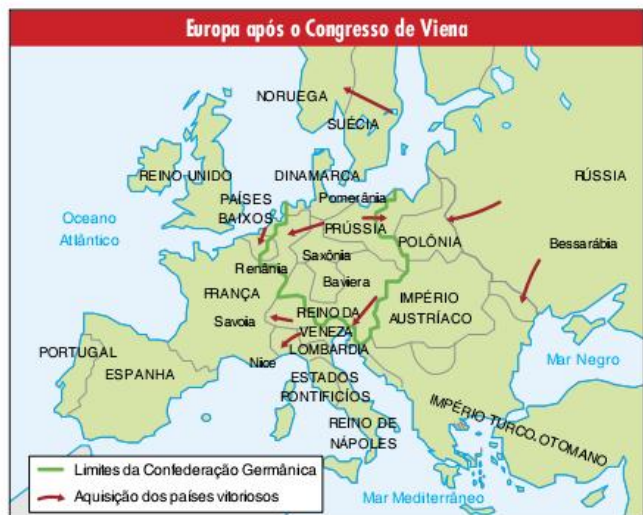 Europa após o Congresso de Viena
NORUEGA
SUÉCIA
REINO UNIDO
DINAMARCA
RÚSSIA
PAÍSES
BAIXOS
Pomerânia
Oceano
Atlântico
PRÚSSIA
POLÔNIA
Bessarábia
Renânia
Saxônia
Baviera
FRANÇA
IMPÉRIO
AUSTRÍACO
Savoia
REINO DA
VENEZA
LOMBARDIA
Mar Negro
PORTUGAL
ESPANHA
Nice
ESTADOS
PONTIFICÍOS
IMPÉRIO TURCO.OTOMANO
REINO DE
NÁPOLES
Limites da Confederação Germânica
Aquisição dos países vitoriosos
Mar Mediterrâneo